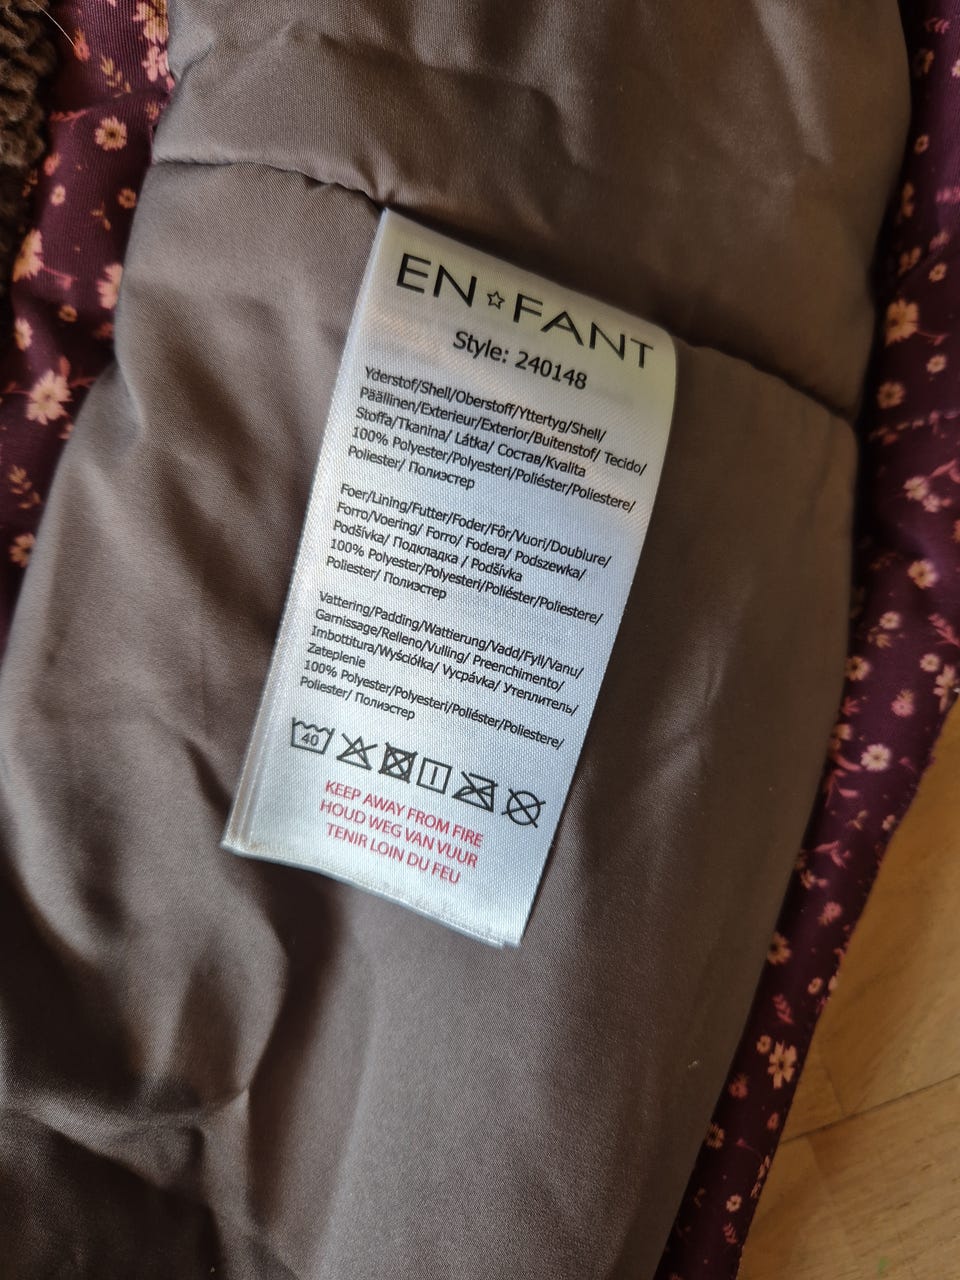 EN☆FANT
Style: 240148
Yderstof/Shell/Oberstoff/Yttertyg/Shell/
Päällinen/Exterieur/Exterior/Buitenstof/ Tecido/
Stoffa/Tkanina/ Látka/ Состав/Kvalita
100% Polyester/Polyesteri/Poliéster/Poliestere/
Poliester/ Полиэстер
Foer/Lining/Futter/Foder/Fôr/Vuori/Doublure/
Forro/Voering/ Forro/ Fodera/ Podszewka/
Podšívka/ Подкладка / Podšívka
100% Polyester/Polyesteri/Poliéster/Poliestere/
Poliester/ Полиэстер
Vattering/Padding/Wattierung/Vadd/Fyll/Vanu/
Garnissage/Relleno/Vulling/ Preenchimento/
Imbottitura/Wyściółka/ Vycpávka/ Утеплитель/
Zateplenie
100% Polyester/Polyesteri/Poliéster/Poliestere/
Poliester/ Полиэстер
40
KEEP AWAY FROM FIRE
HOUD WEG VAN VUUR
TENIR LOIN DU FEU